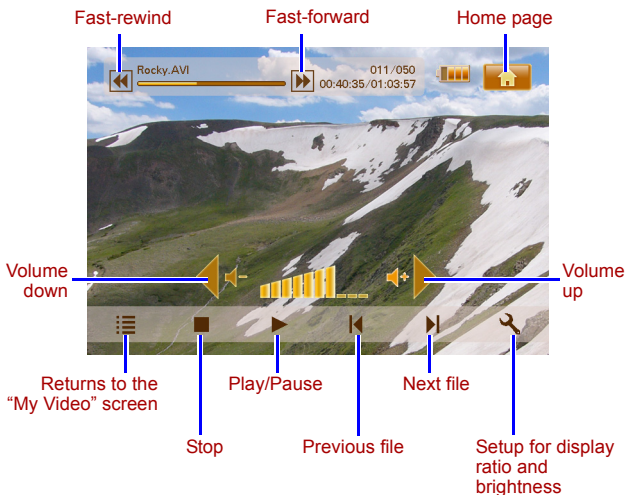 Fast-rewind
Fast-forward
Home page
Rocky.AVI
011/050
00:40:35/01:03:57
Volume
down
Volume
up
Returns to the
“My Video” screen
Play/Pause
Next file
Stop
Previous file
Setup for display
ratio and
brightness